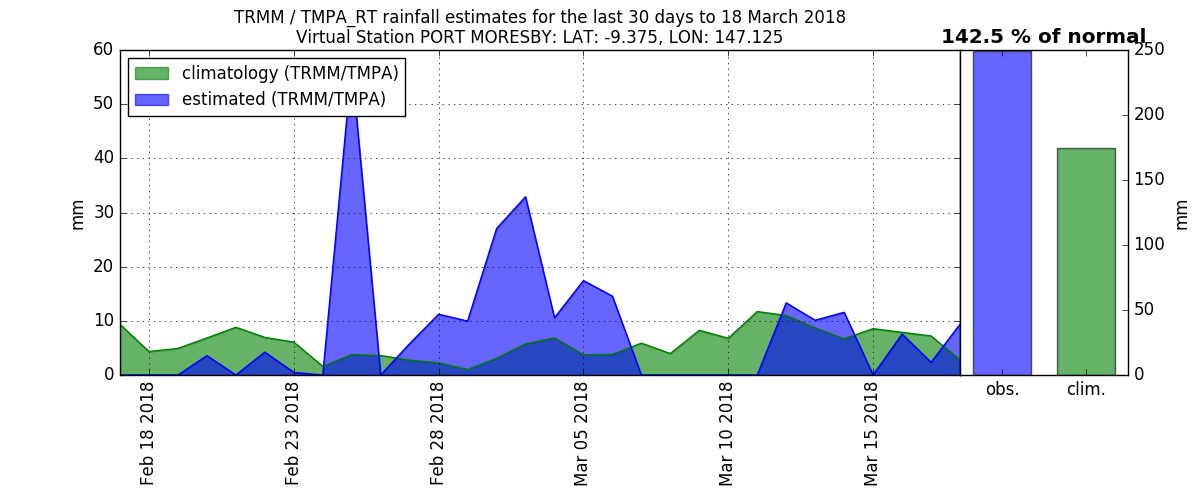 TRMM / TMPA_RT rainfall estimates for the last 30 days to 18 March 2018
Virtual Station PORT MORESBY: LAT: -9.375, LON: 147.125
142.5 % of normal
climatology (TRMM/TMPA)
estimated (TRMM/TMPA)
60
50
40
30
20
10
0
mm
Feb 18 2018
Feb 23 2018
Feb 28 2018
Mar 05 2018
Mar 10 2018
Mar 15 2018
obs.
clim.
250
200
150
100
50
0
mm